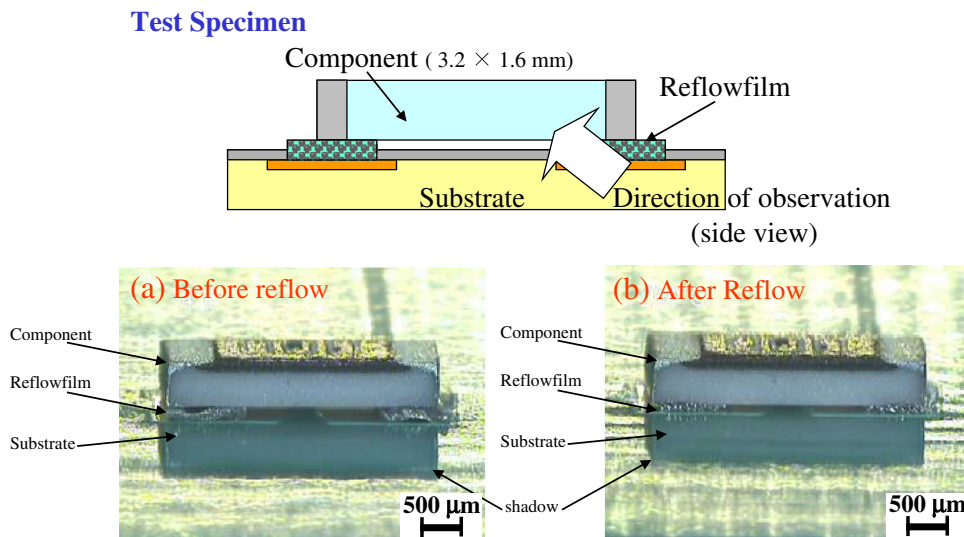 Test Specimen
Component ( 3.2 × 1.6 mm)
Reflowfilm
Substrate
Direction of observation
(side view)
(a) Before reflow
Component
Reflowfilm
Substrate
500 μm
(b) After Reflow
Component
Reflowfilm
Substrate
shadow
500 μm